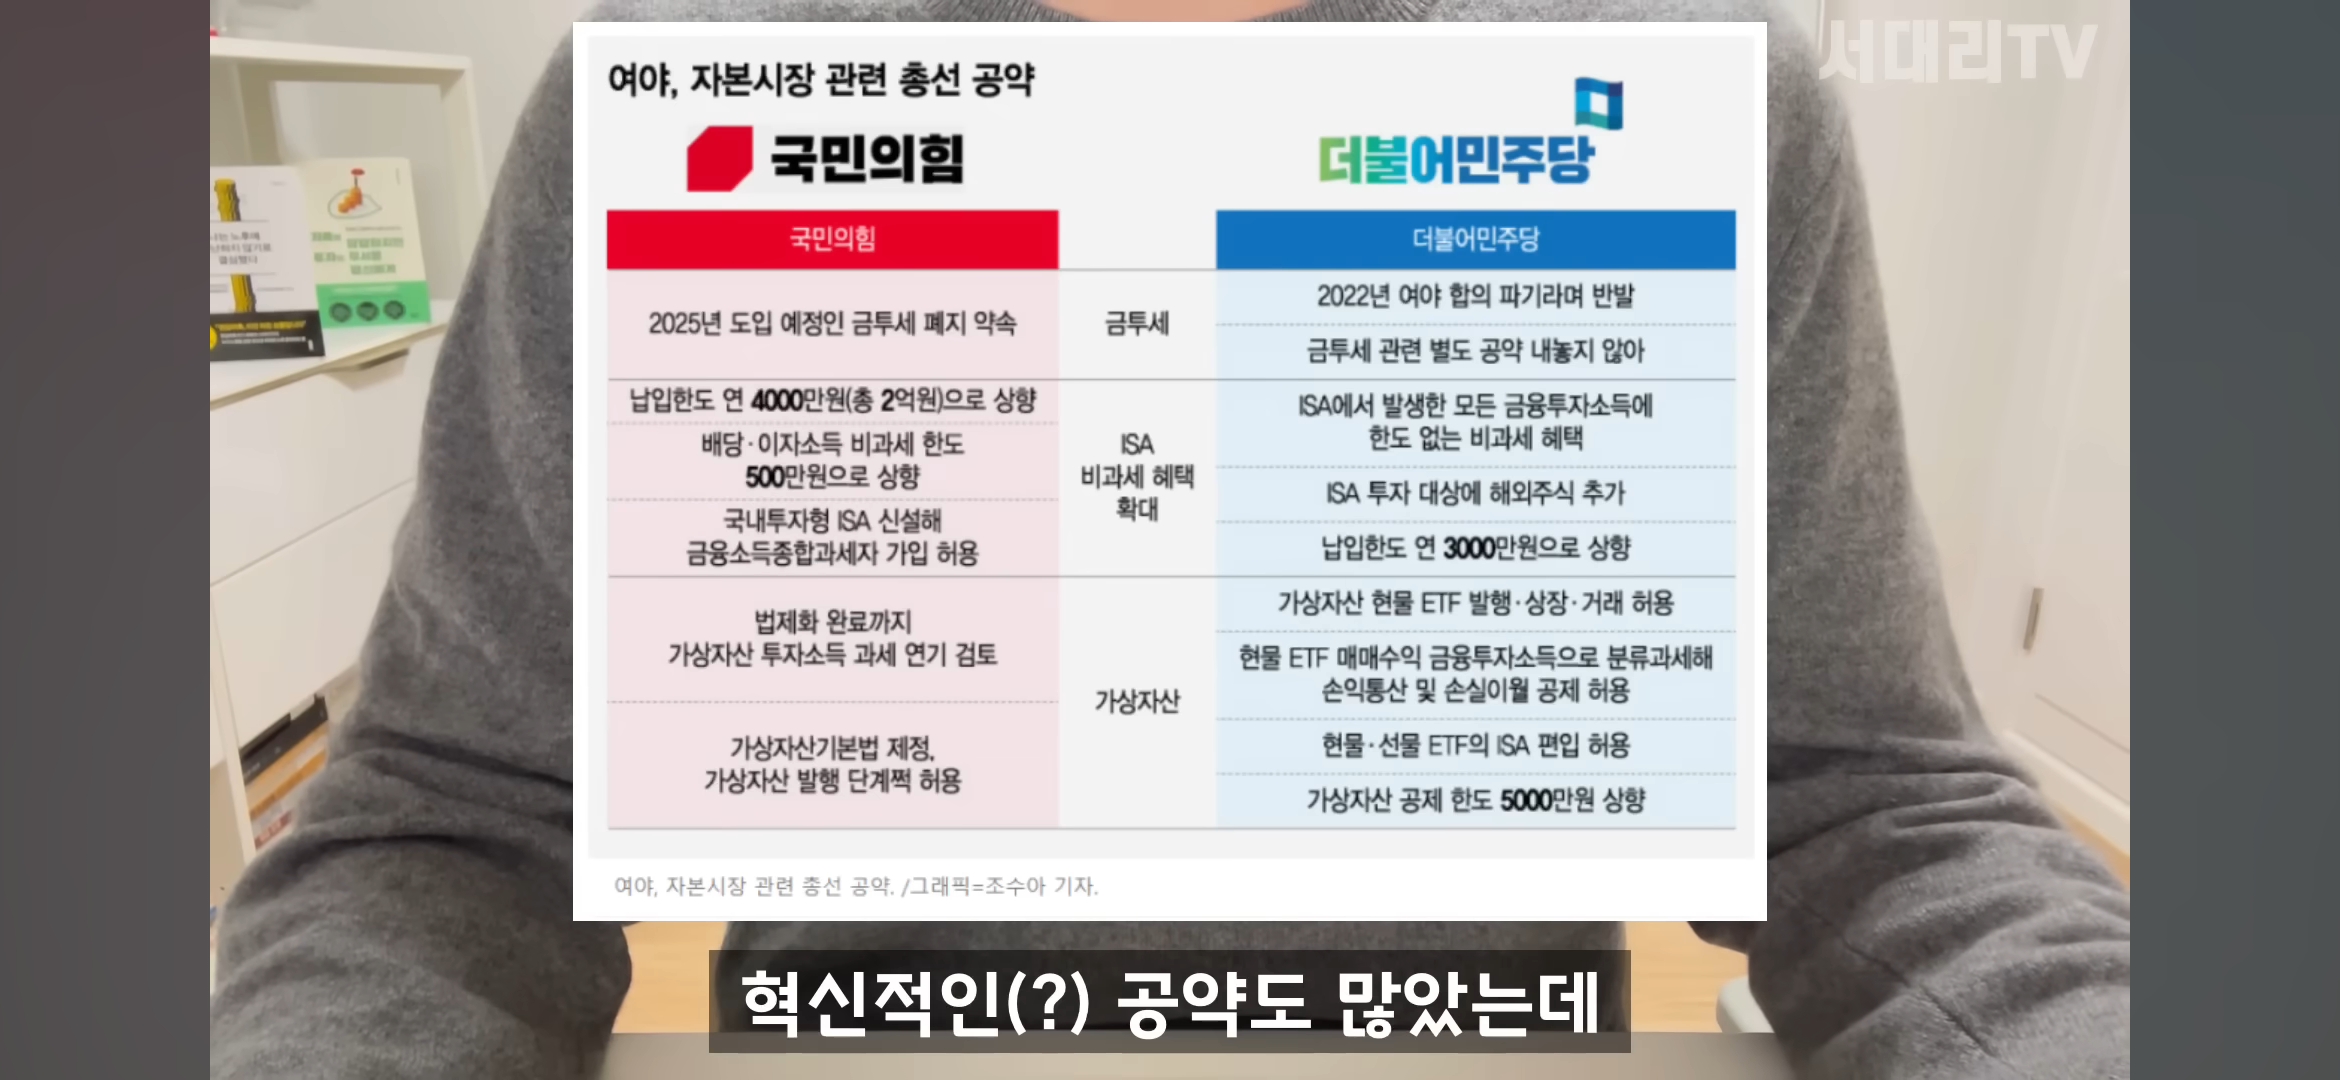 서대리TV
여야, 자본시장 관련 총선 공약
국민의힘
더불어민주당
국민의힘
더불어민주당
2025년 도입 예정인 금투세 폐지 약속
금투세
2022년 여야 합의 파기라며 반발
금투세 관련 별도 공약 내놓지 않아
납입한도 연 4000만원(총 2억원)으로 상향
배당·이자소득 비과세 한도
500만원으로 상향
국내투자형 ISA 신설해
금융소득종합과세자 가입 허용
ISA
비과세 혜택
확대
ISA에서 발생한 모든 금융투자소득에
한도 없는 비과세 혜택
ISA 투자 대상에 해외주식 추가
납입한도 연 3000만원으로 상향
법제화 완료까지
가상자산 투자소득 과세 연기 검토
가상자산기본법 제정,
가상자산 발행 단계쩍 허용
가상자산
가상자산 현물 ETF 발행·상장·거래 허용
현물 ETF 매매수익 금융투자소득으로 분류과세해
손익통산 및 손실이월 공제 허용
현물·선물 ETF의 ISA 편입 허용
가상자산 공제 한도 5000만원 상향
여야, 자본시장 관련 총선 공약. /그래픽=조수아 기자.
혁신적인(?) 공약도 많았는데